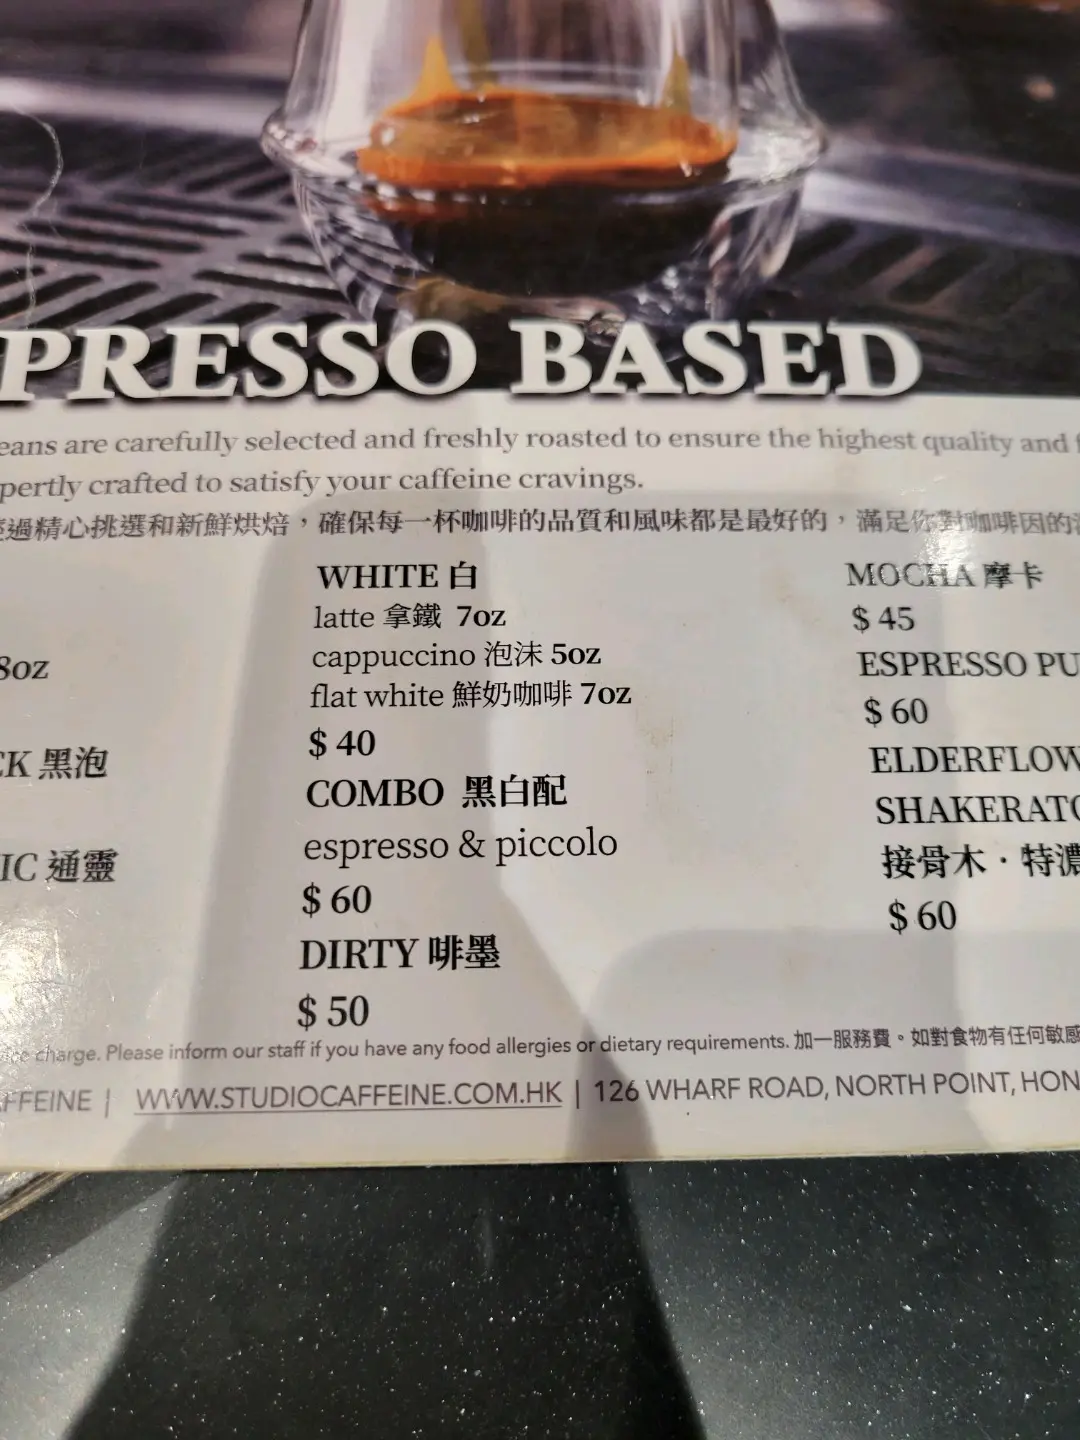 PRESSO BASED
eans are carefully selected and freshly roasted to ensure the highest quality and
pertly crafted to satisfy your caffeine cravings.
過精心挑選和新鮮烘焙，確保每一杯咖啡的品質和風味都是最好的，滿足你對咖啡因的
8oz
CK 黑泡
IC 通靈
WHITE 白
latte 拿鐵 7oz
cappuccino 泡沫 5oz
flat white 鮮奶咖啡 7oz
$ 40
COMBO 黑白配
espresso & piccolo
$ 60
DIRTY 啡墨
$ 50
MOCHA 摩卡
$ 45
ESPRESSO PU
$ 60
ELDERFLOW
SHAKERATO
接骨木・特濃
$ 60
charge. Please inform our staff if you have any food allergies or dietary requirements. 加一服務費。如對食物有任何敏感
FFEINE | WWW.STUDIOCAFFEINE.COM.HK | 126 WHARF ROAD, NORTH POINT, HON